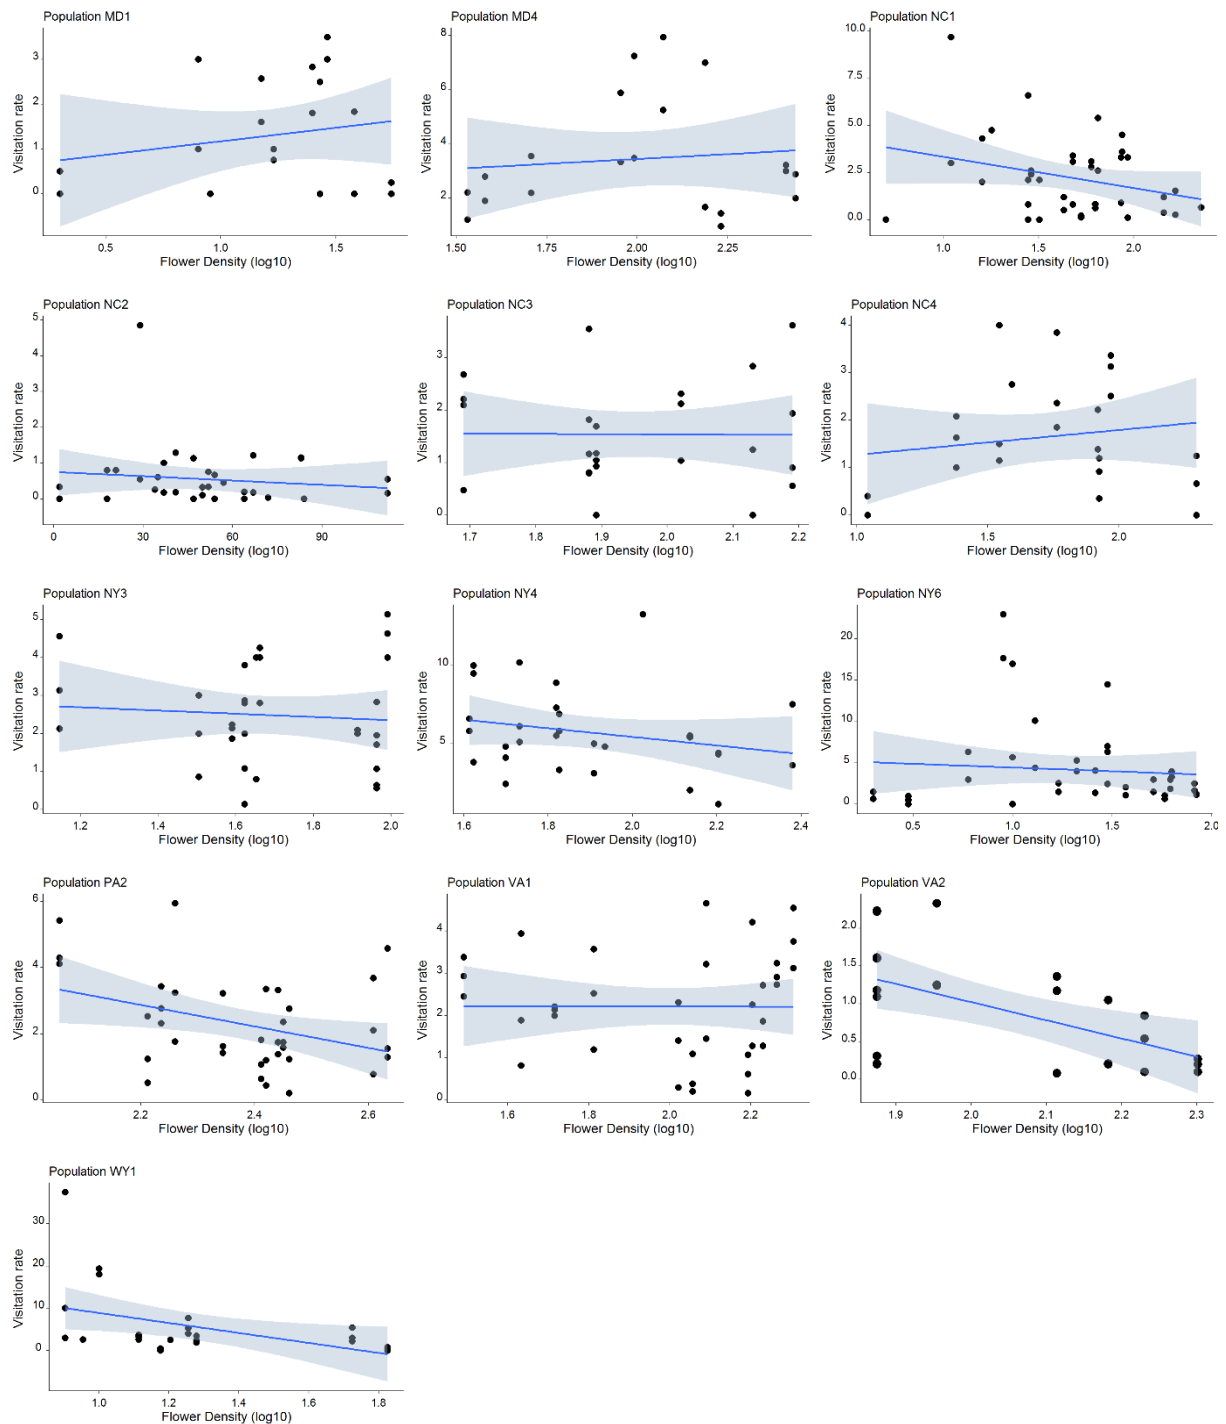 Population MD1
Population MD4
Population NC1
Visitation rate
3
2
1
0
0.5
1.0
1.5
Flower Density (log10)
Visitation rate
8
6
4
2
1.50
1.75
2.00
2.25
Flower Density (log10)
Visitation rate
10.0
7.5
5.0
2.5
0.0
1.0
1.5
2.0
Flower Density (log10)
Population NC2
Population NC3
Population NC4
Visitation rate
5
4
3
2
1
0
0
30
60
90
Flower Density (log10)
Visitation rate
3
2
1
0
1.7
1.8
1.9
2.0
2.1
2.2
Flower Density (log10)
Visitation rate
4
3
2
1
0
1.0
1.5
2.0
Flower Density (log10)
Population NY3
Population NY4
Population NY6
Visitation rate
5
4
3
2
1
0
1.2
1.4
1.6
1.8
2.0
Flower Density (log10)
Visitation rate
10
5
1.6
1.8
2.0
2.2
2.4
Flower Density (log10)
Visitation rate
20
15
10
5
0
0.5
1.0
1.5
2.0
Flower Density (log10)
Population PA2
Population VA1
Population VA2
Visitation rate
6
4
2
0
2.2
2.4
2.6
Flower Density (log10)
Visitation rate
4
3
2
1
0
1.6
1.8
2.0
2.2
Flower Density (log10)
Visitation rate
2.0
1.5
1.0
0.5
0.0
1.9
2.0
2.1
2.2
2.3
Flower Density (log10)
Population WY1
Visitation rate
30
20
10
0
1.0
1.2
1.4
1.6
1.8
Flower Density (log10)